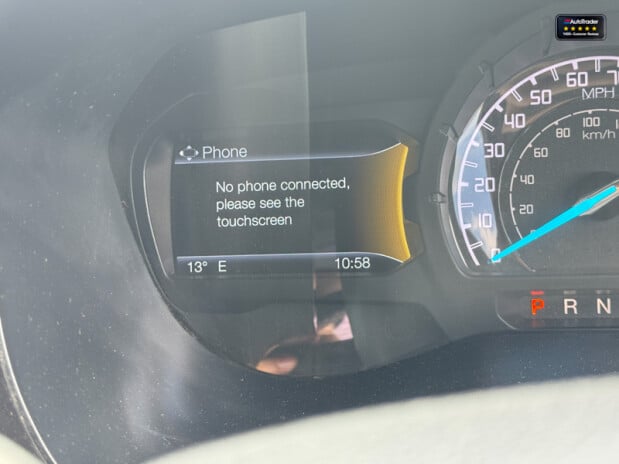 AutoTrader
Phone
No phone connected,
please see the
touchscreen
13° E
10:58
MPH
0
10
20
30
40
50
60
km/h
20
40
60
80
100
P R N